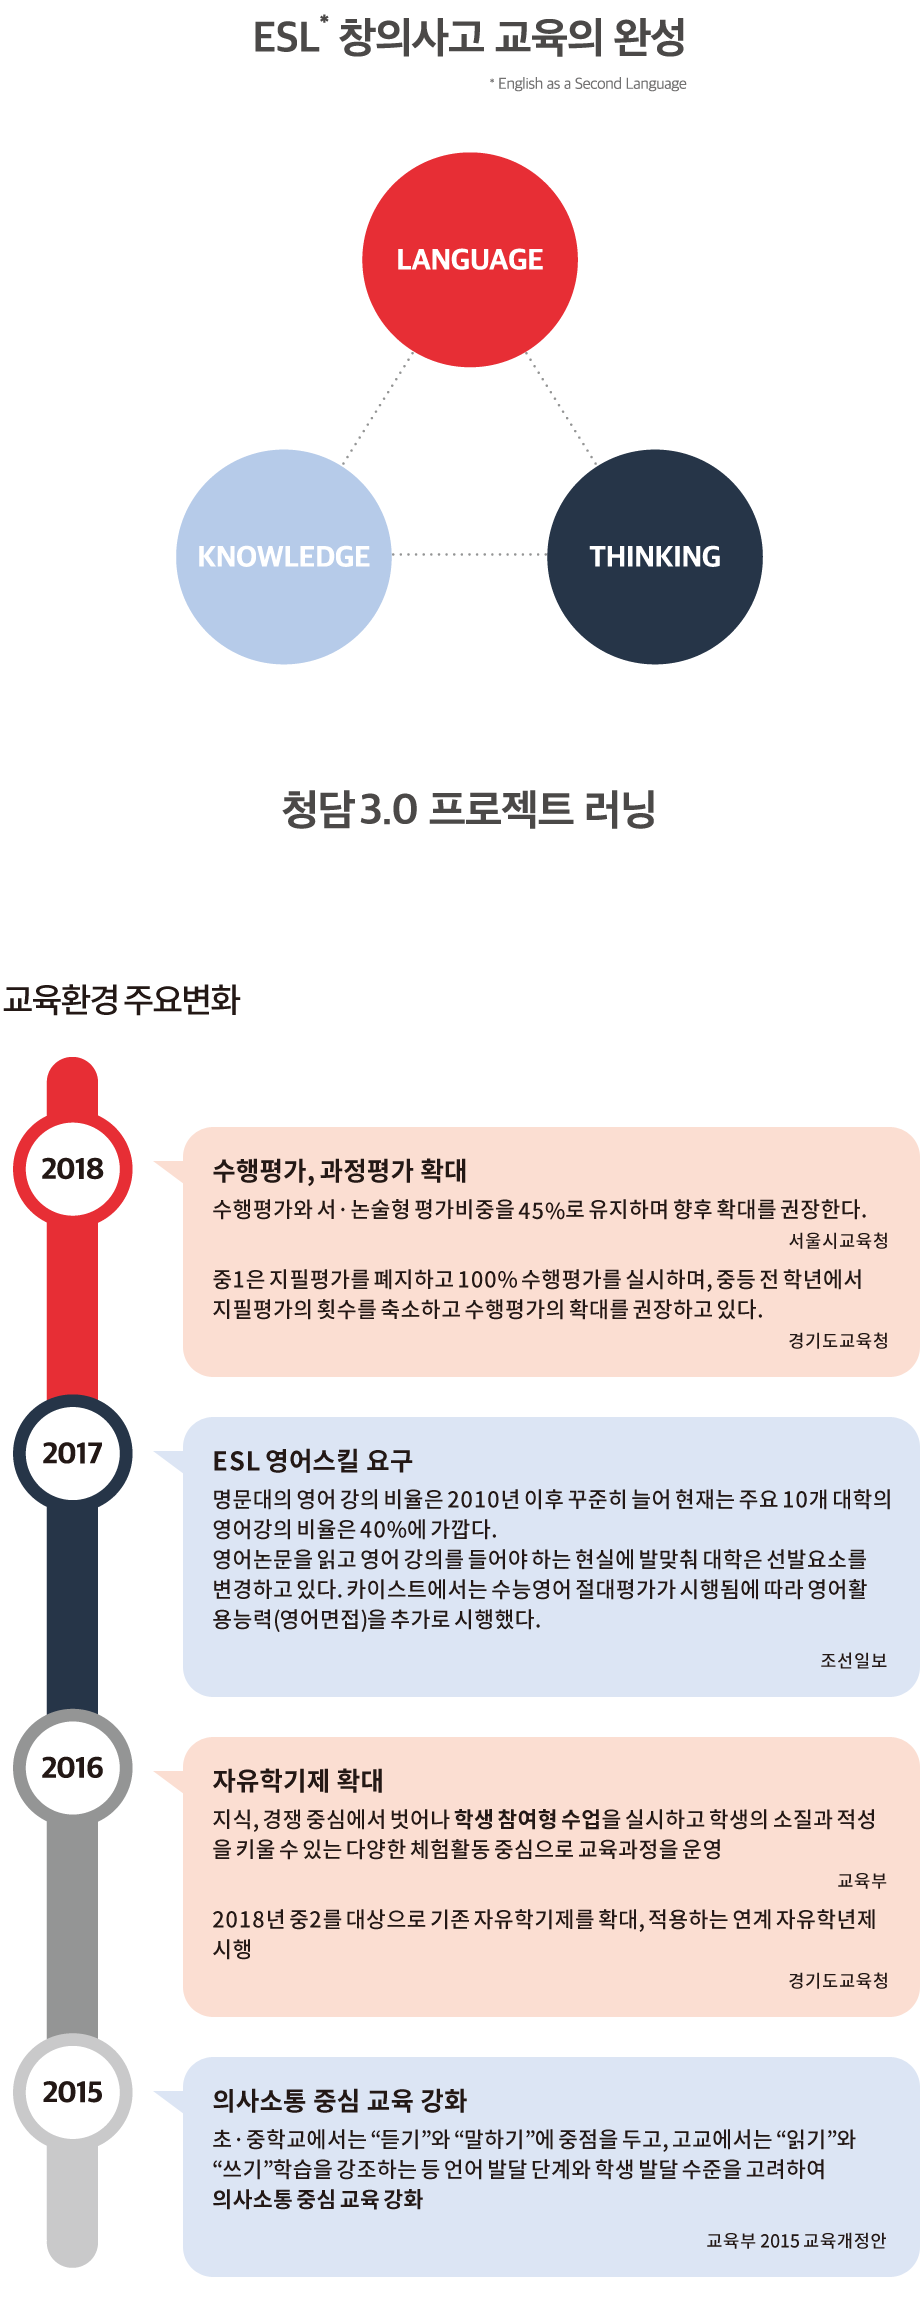 ESL* 창의사고 교육의 완성
* English as a Second Language
LANGUAGE
KNOWLEDGE
THINKING
청담 3.0 프로젝트 러닝
교육환경 주요변화
2018
수행평가, 과정평가 확대
수행평가와 서 · 논술형 평가비중을 45%로 유지하며 향후 확대를 권장한다.
서울시교육청
중1은 지필평가를 폐지하고 100% 수행평가를 실시하며, 중등 전 학년에서
지필평가의 횟수를 축소하고 수행평가의 확대를 권장하고 있다.
경기도교육청
2017
ESL 영어스킬 요구
명문대의 영어 강의 비율은 2010년 이후 꾸준히 늘어 현재는 주요 10개 대학의
영어강의 비율은 40%에 가깝다.
영어논문을 읽고 영어 강의를 들어야 하는 현실에 발맞춰 대학은 선발요소를
변경하고 있다. 카이스트에서는 수능영어 절대평가가 시행됨에 따라 영어활
용능력(영어면접)을 추가로 시행했다.
조선일보
2016
자유학기제 확대
지식, 경쟁 중심에서 벗어나 학생 참여형 수업을 실시하고 학생의 소질과 적성
을 키울 수 있는 다양한 체험활동 중심으로 교육과정을 운영
교육부
2018년 중2를 대상으로 기존 자유학기제를 확대, 적용하는 연계 자유학년제
시행
경기도교육청
2015
의사소통 중심 교육 강화
초 · 중학교에서는 “듣기”와 “말하기”에 중점을 두고, 고교에서는 “읽기”와
“쓰기”학습을 강조하는 등 언어 발달 단계와 학생 발달 수준을 고려하여
의사소통 중심 교육 강화
교육부 2015 교육개정안